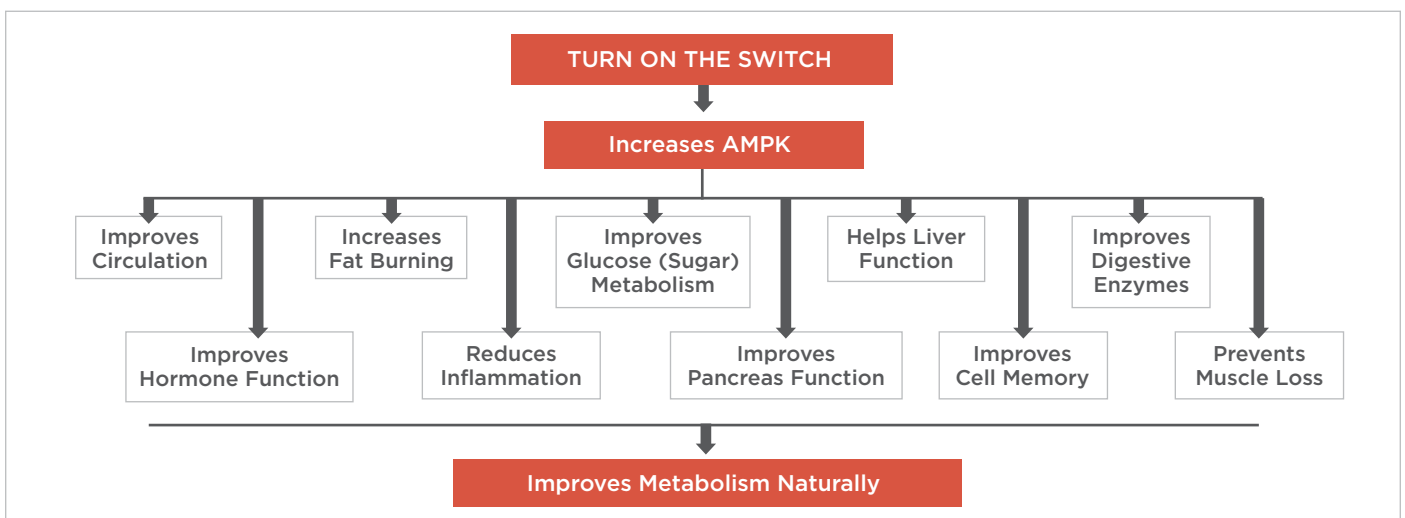 TURN ON THE SWITCH
Increases AMPK
Improves
Circulation
Increases
Fat Burning
Improves
Glucose (Sugar)
Metabolism
Helps Liver
Function
Improves
Digestive
Enzymes
Improves
Hormone Function
Reduces
Inflammation
Improves
Pancreas Function
Improves
Cell Memory
Prevents
Muscle Loss
Improves Metabolism Naturally